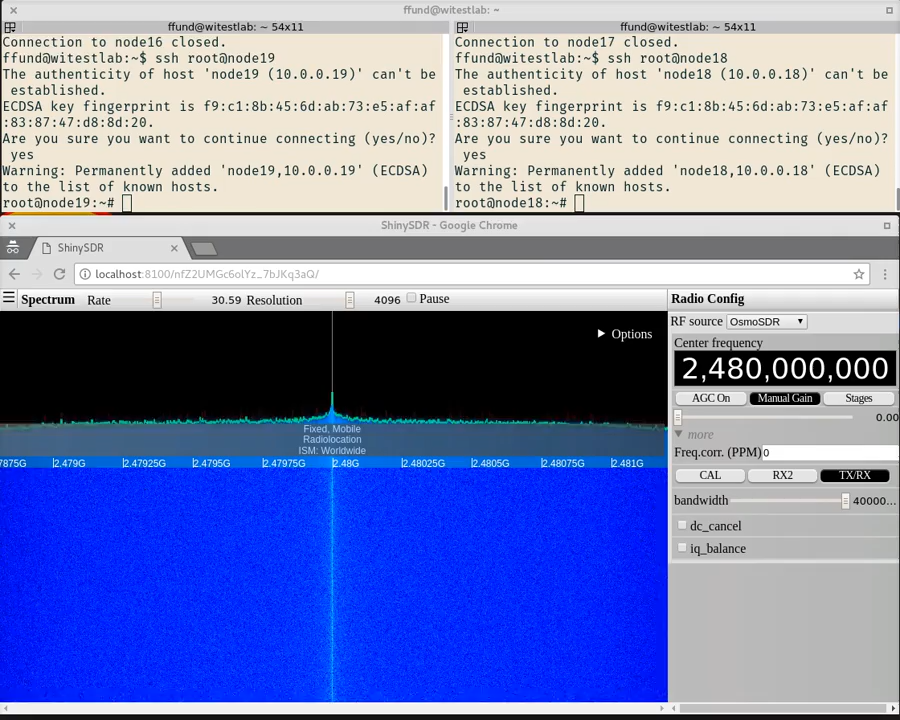 ffund@witestlab: ~
ffund@witestlab: ~ 54x11
Connection to node16 closed.
ffund@witestlab:~$ ssh root@node19
The authenticity of host 'node19 (10.0.0.19)' can't be
established.
ECDSA key fingerprint is f9:c1:8b:45:6d:ab:73:e5:af:af
:83:87:47:d8:8d:20.
Are you sure you want to continue connecting (yes/no)?
yes
Warning: Permanently added 'node19,10.0.0.19' (ECDSA)
to the list of known hosts.
root@node19:~#
ffund@witestlab: ~ 54x11
Connection to node17 closed.
ffund@witestlab:~$ ssh root@node18
The authenticity of host 'node18 (10.0.0.18)' can't be
established.
ECDSA key fingerprint is f9:c1:8b:45:6d:ab:73:e5:af:af
:83:87:47:d8:8d:20.
Are you sure you want to continue connecting (yes/no)?
yes
Warning: Permanently added 'node18,10.0.0.18' (ECDSA)
to the list of known hosts.
root@node18:~#
ShinySDR - Google Chrome
ShinySDR
localhost:8100/nfZ2UMGc6olYz_7bJKq3aQ/
Spectrum Rate 30.59 Resolution 4096 Pause
Options
Fixed, Mobile
Radiolocation
ISM: Worldwide
7875G 2.479G 2.47925G 2.4795G 2.47975G 2.48G 2.48025G 2.4805G 2.48075G 2.481G
Radio Config
RF source OsmoSDR
Center frequency
2,480,000,000
AGC On Manual Gain Stages
0.00
more
Freq.corr. (PPM) 0
CAL RX2 TX/RX
bandwidth 40000...
dc_cancel
iq_balance